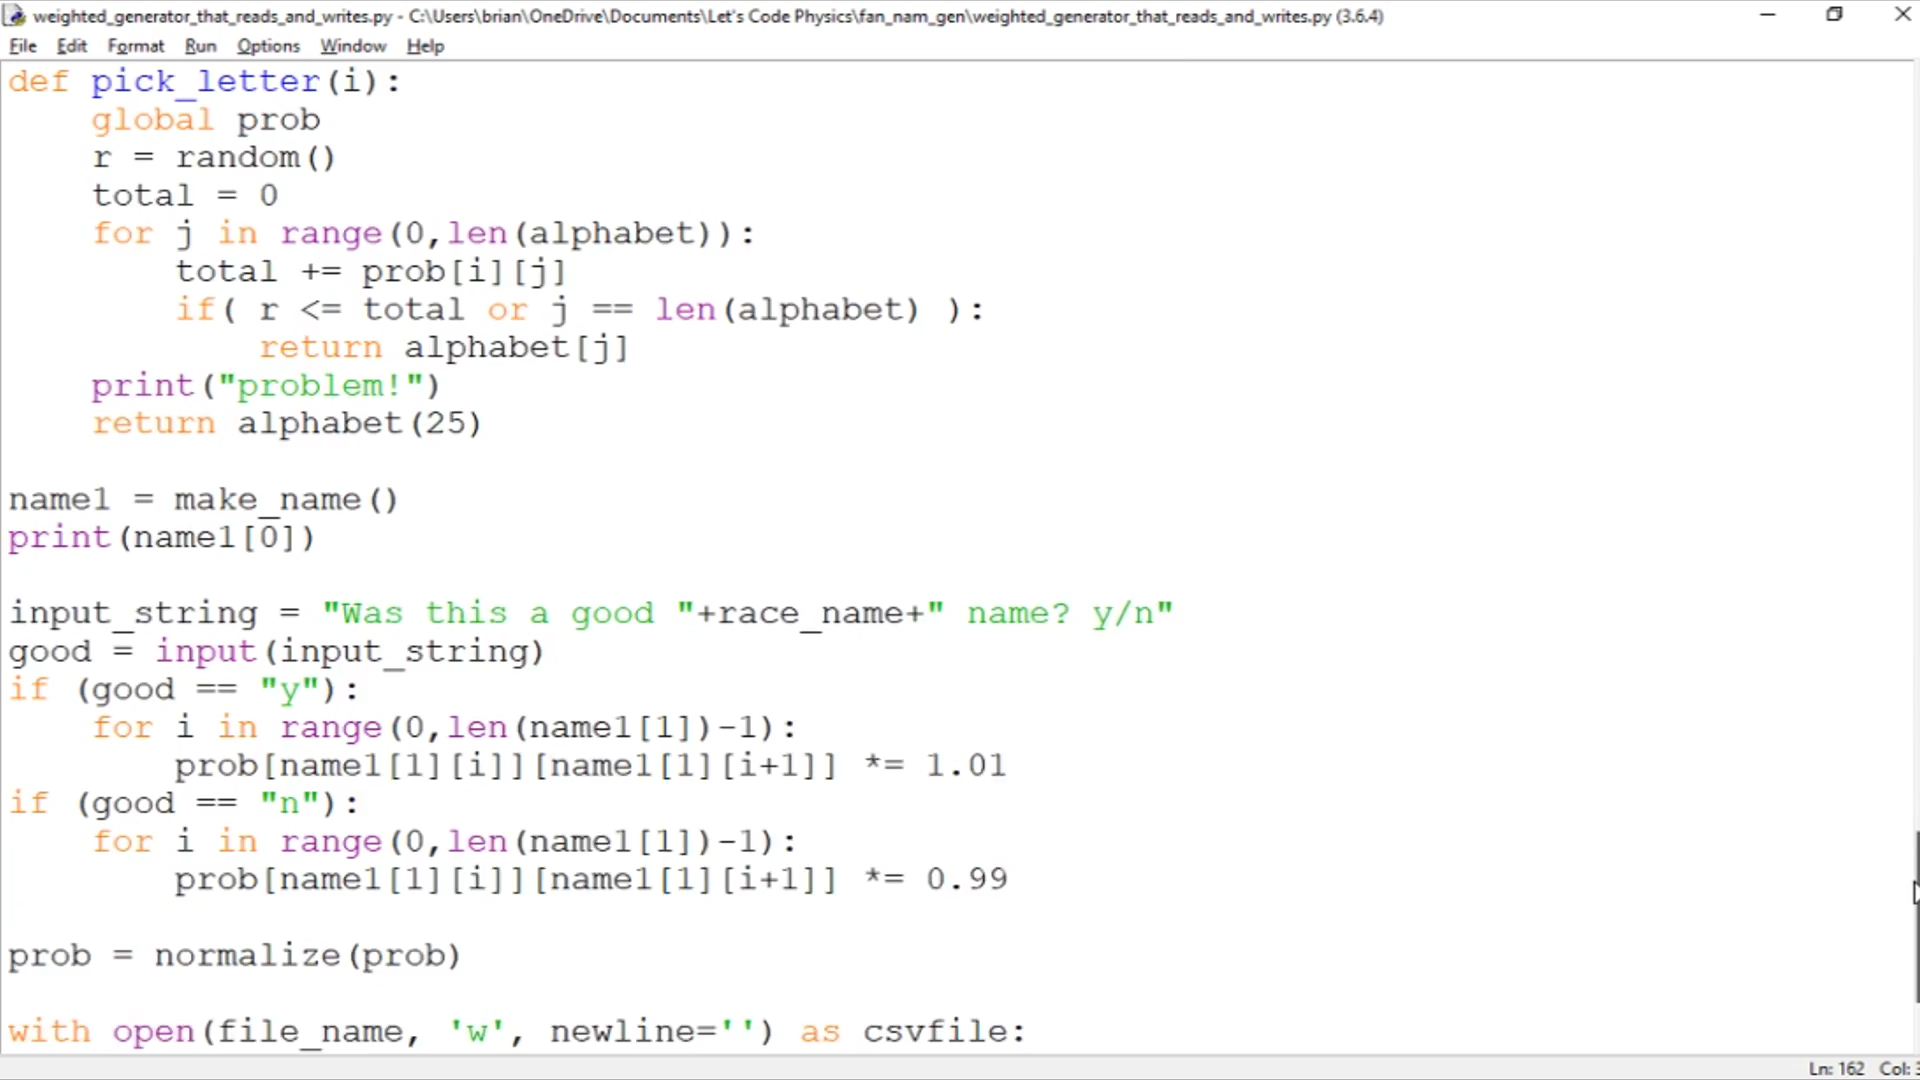 weighted_generator_that_reads_and_writes.py - C:\Users\brian\OneDrive\Documents\Let's Code Physics\fan_nam_gen\weighted_generator_that_reads_and_writes.py (3.6.4)
File Edit Format Run Options Window Help
def pick_letter(i):
    global prob
    r = random()
    total = 0
    for j in range(0,len(alphabet)):
        total += prob[i][j]
        if( r <= total or j == len(alphabet) ):
            return alphabet[j]
    print("problem!")
    return alphabet(25)
name1 = make_name()
print(name1[0])
input_string = "Was this a good "+race_name+" name? y/n"
good = input(input_string)
if (good == "y"):
    for i in range(0,len(name1[1])-1):
        prob[name1[1][i]][name1[1][i+1]] *= 1.01
if (good == "n"):
    for i in range(0,len(name1[1])-1):
        prob[name1[1][i]][name1[1][i+1]] *= 0.99
prob = normalize(prob)
with open(file_name, 'w', newline='') as csvfile:
Ln: 162 Col: